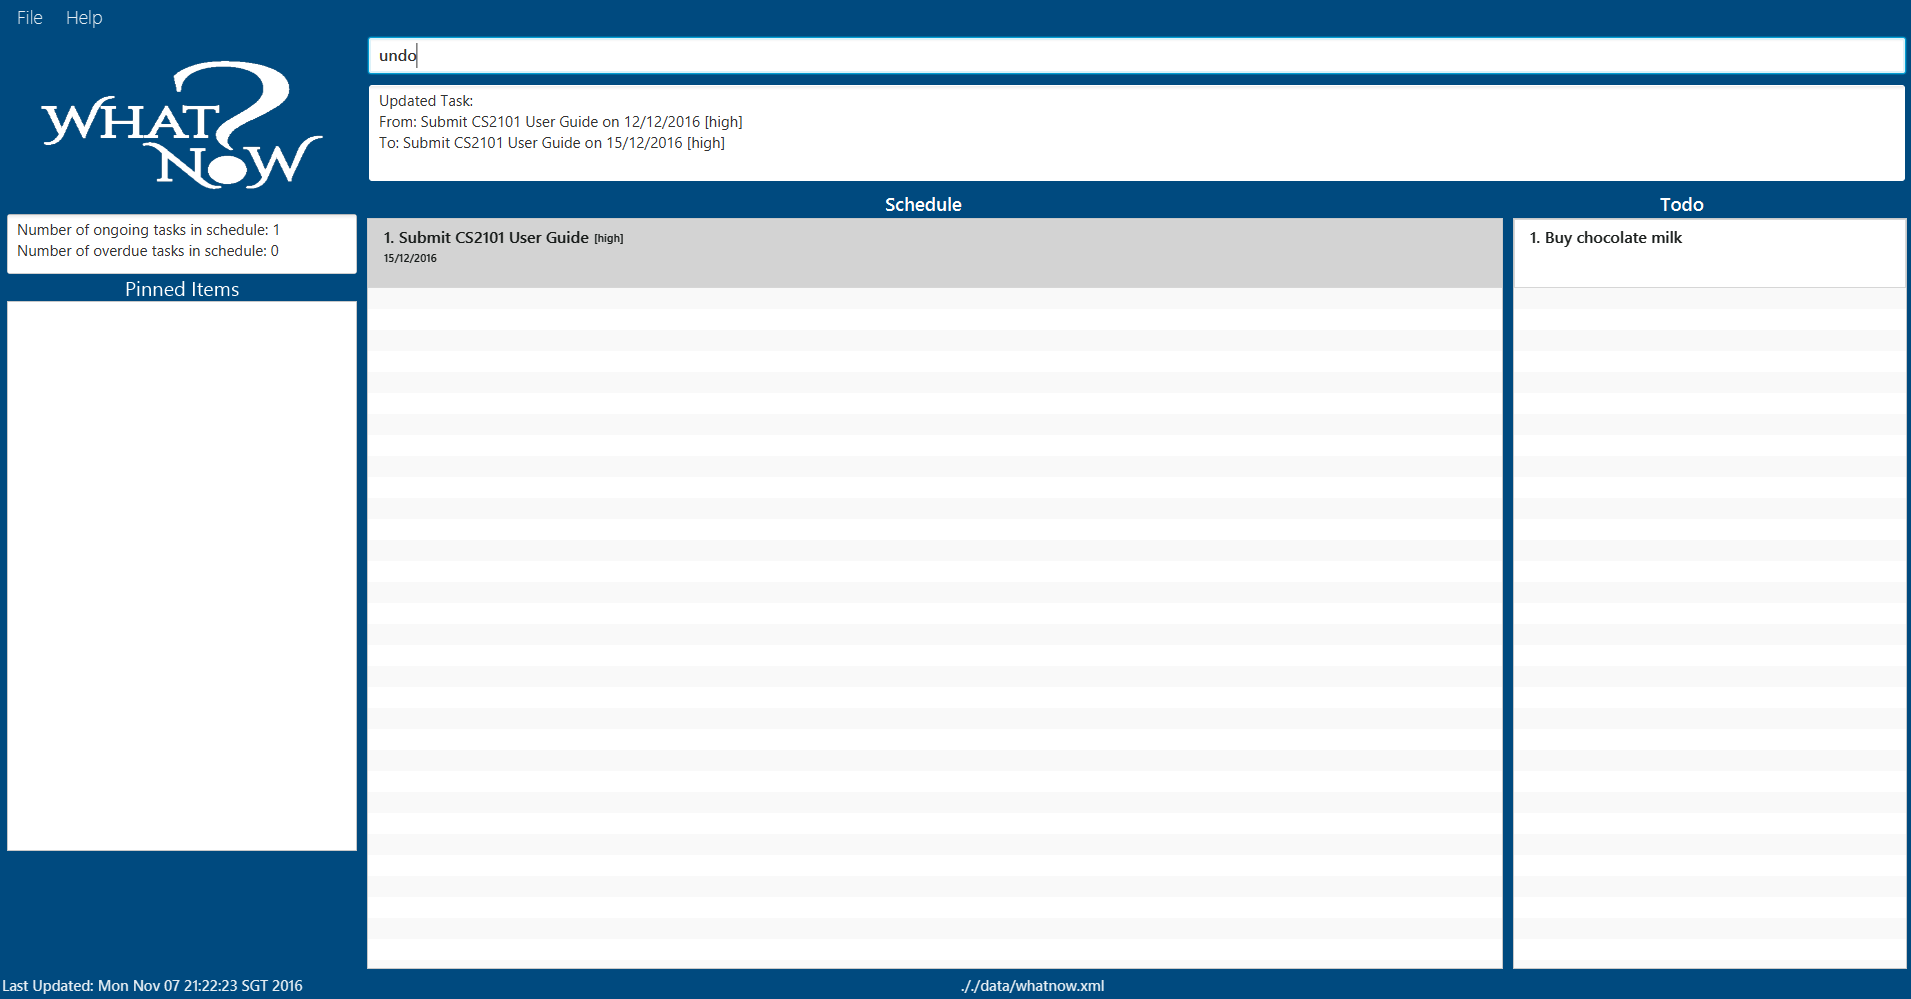 File Help
undo
WHAT
NOW
Updated Task:
From: Submit CS2101 User Guide on 12/12/2016 [high]
To: Submit CS2101 User Guide on 15/12/2016 [high]
Number of ongoing tasks in schedule: 1
Number of overdue tasks in schedule: 0
Pinned Items
Schedule
1. Submit CS2101 User Guide [high]
15/12/2016
Todo
1. Buy chocolate milk
Last Updated: Mon Nov 07 21:22:23 SGT 2016
././data/whatnow.xml